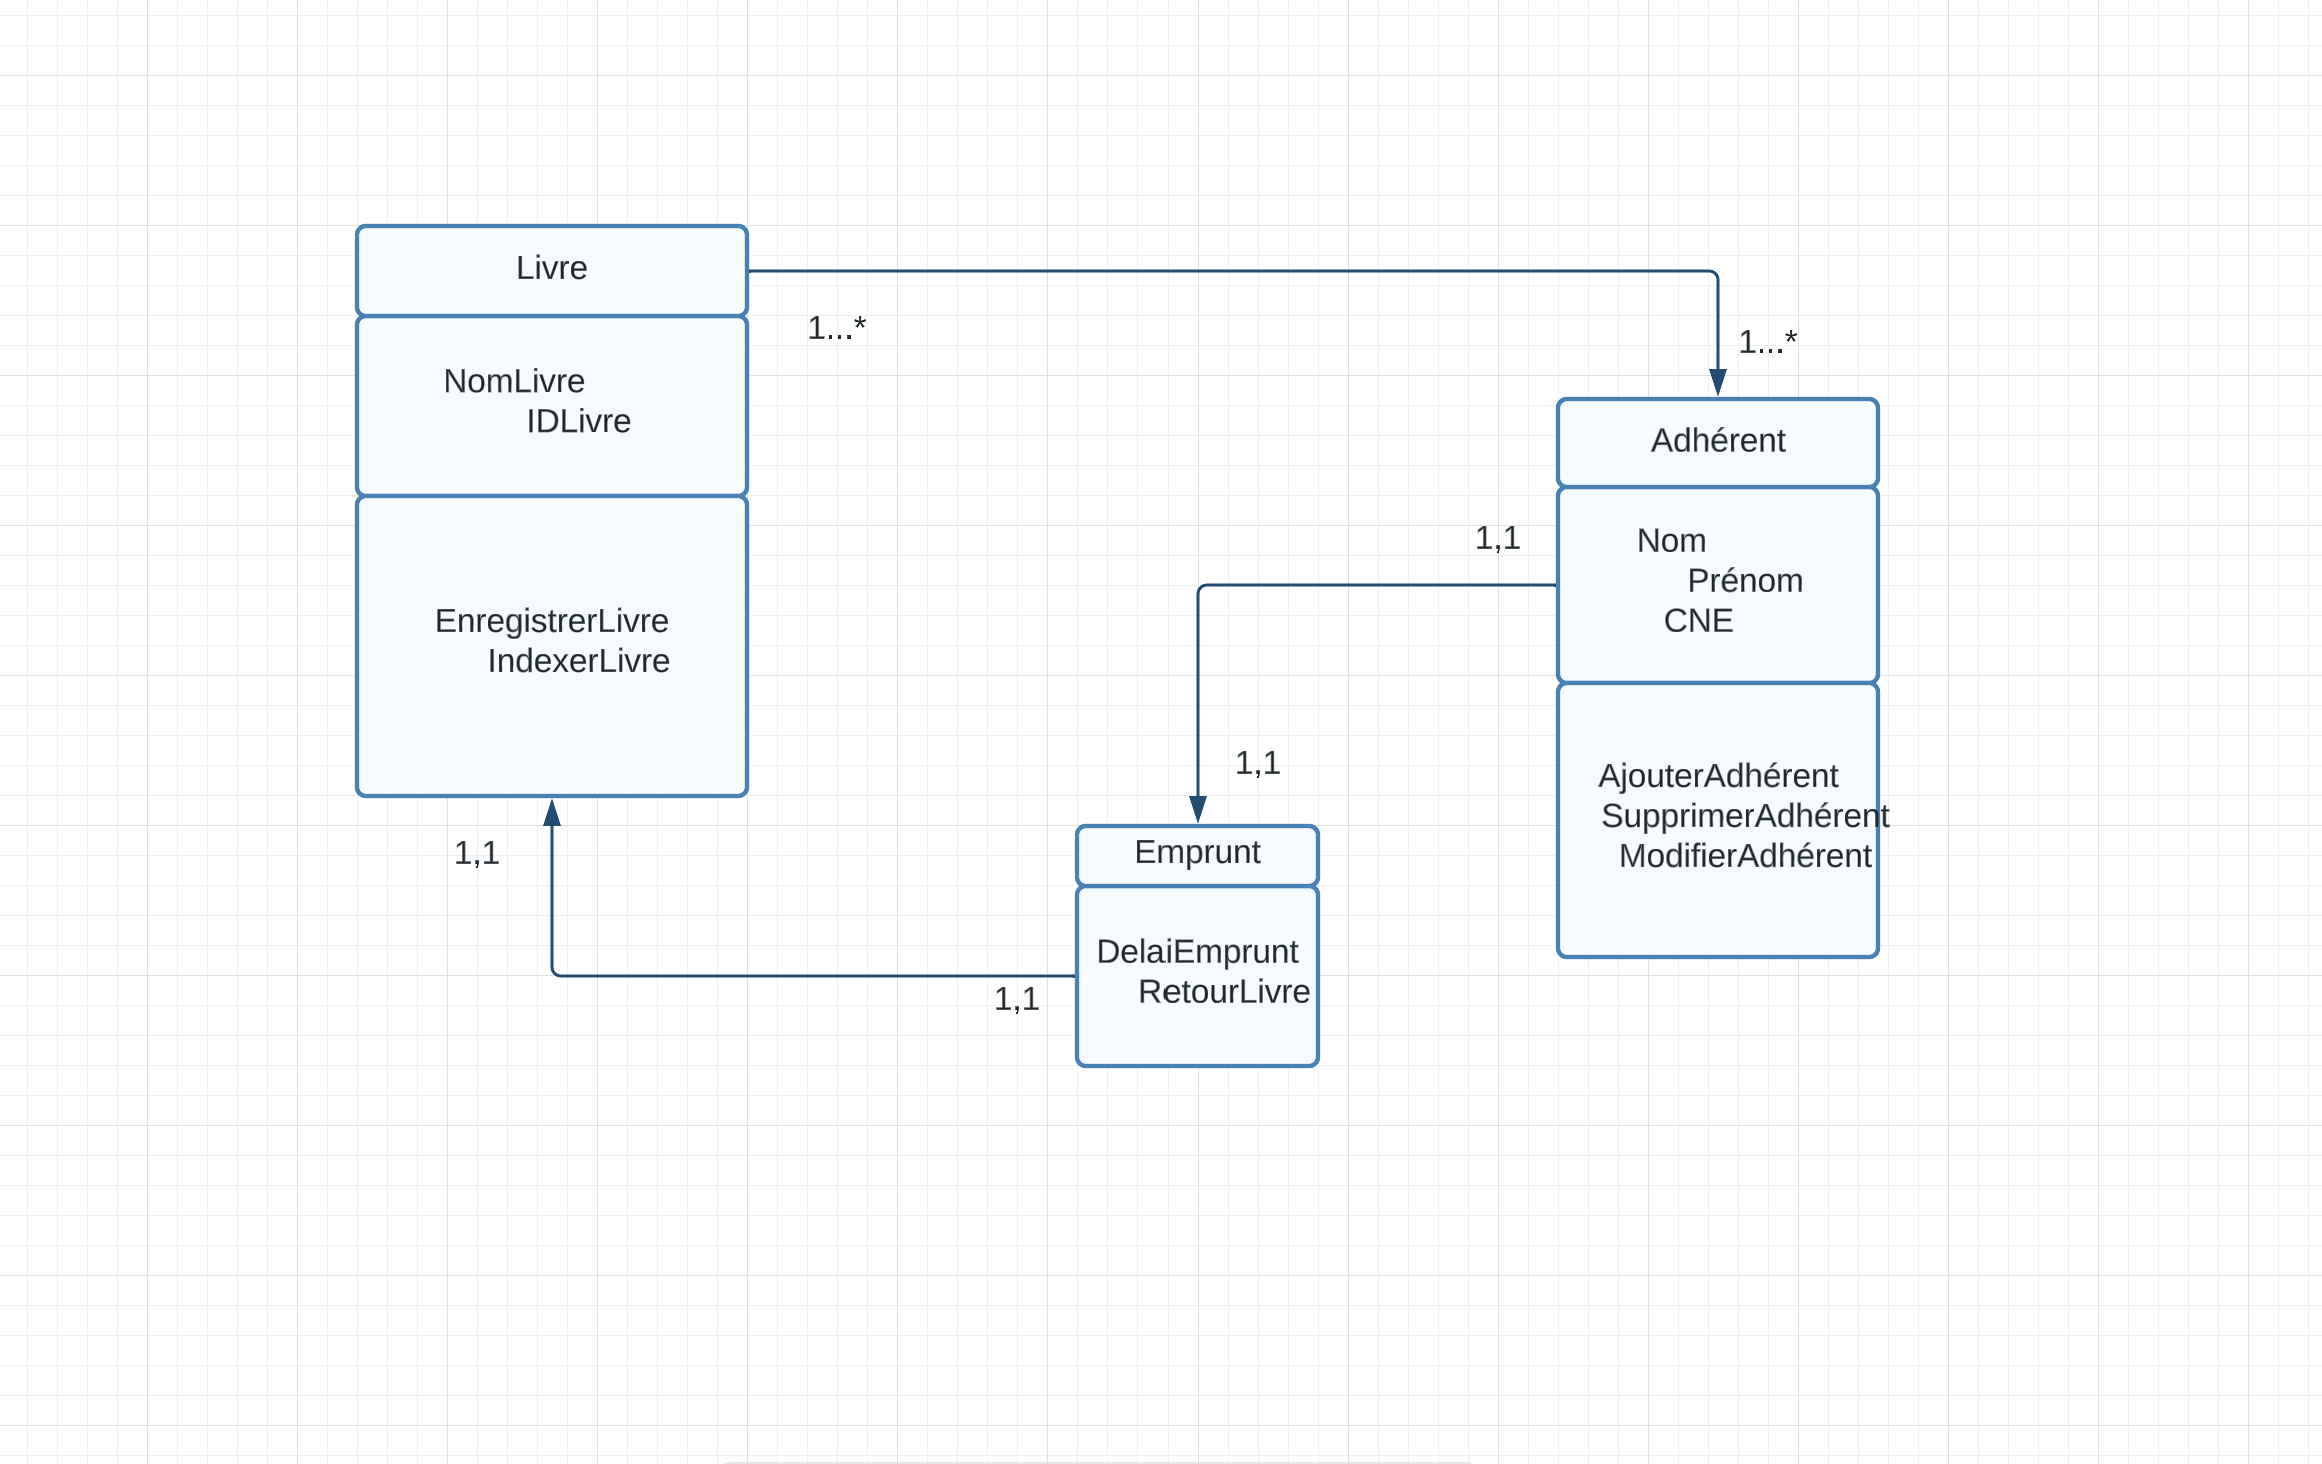 Livre
NomLivre
IDLivre
EnregistrerLivre
IndexerLivre
1...*
1...*
Adhérent
Nom
Prénom
CNE
AjouterAdhérent
SupprimerAdhérent
ModifierAdhérent
1,1
1,1
Emprunt
DelaiEmprunt
RetourLivre
1,1
1,1